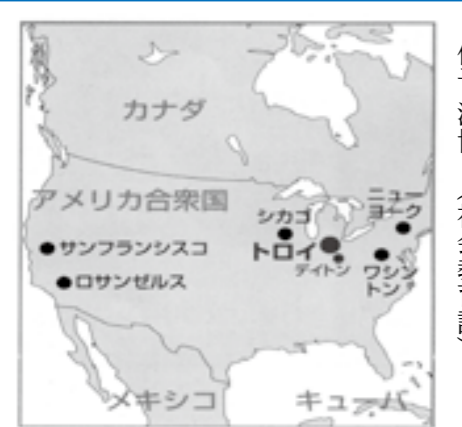 カナダ
アメリカ合衆国
シカゴ
ニュー
ヨーク
トロイ
サンフランシスコ
デイトン
ワシン
トン
ロサンゼルス
メキシコ
キューバ